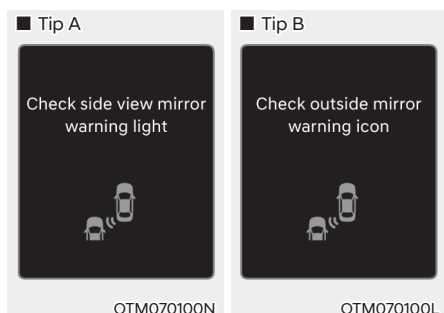 ■ Tip A
Check side view mirror
warning light
OTM070100N
■ Tip B
Check outside mirror
warning icon
OTM070100L